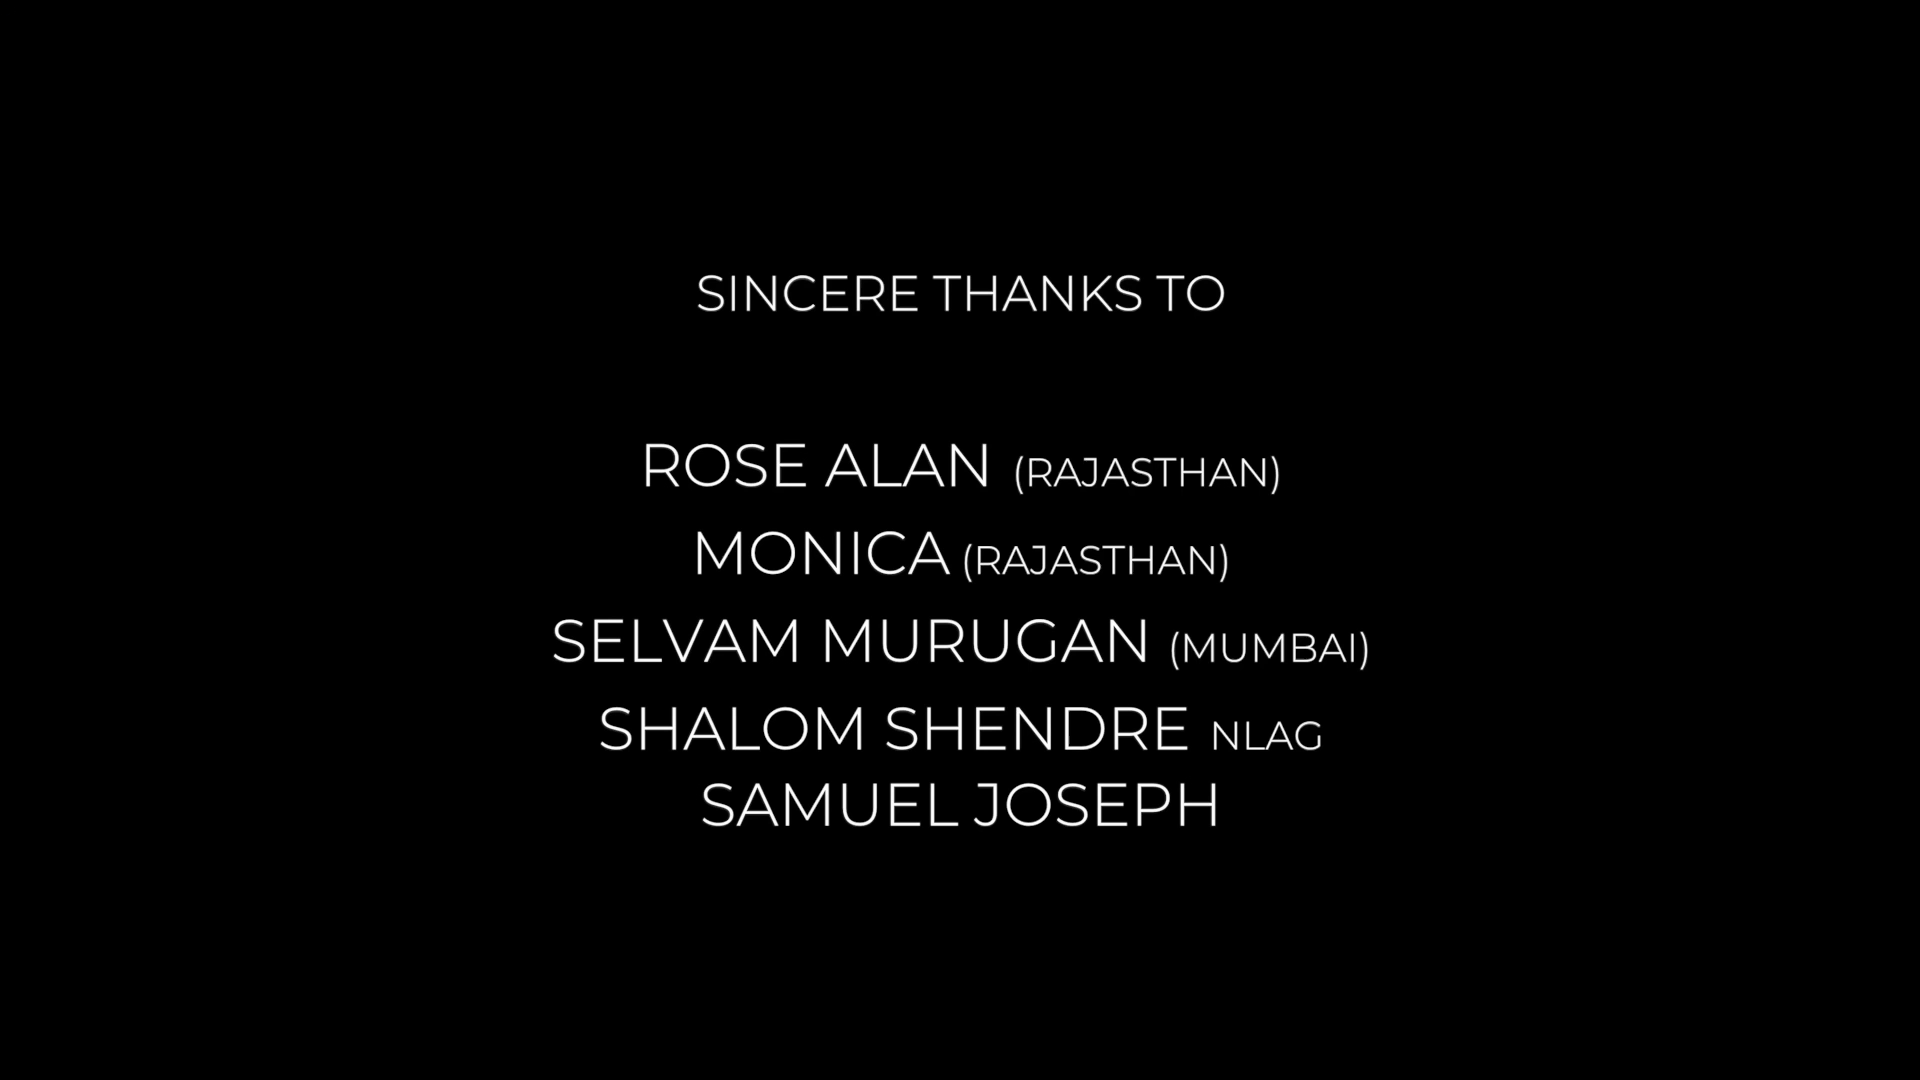 SINCERE THANKS TO
ROSE ALAN (RAJASTHAN)
MONICA (RAJASTHAN)
SELVAM MURUGAN (MUMBAI)
SHALOM SHENDRE NLAG
SAMUEL JOSEPH